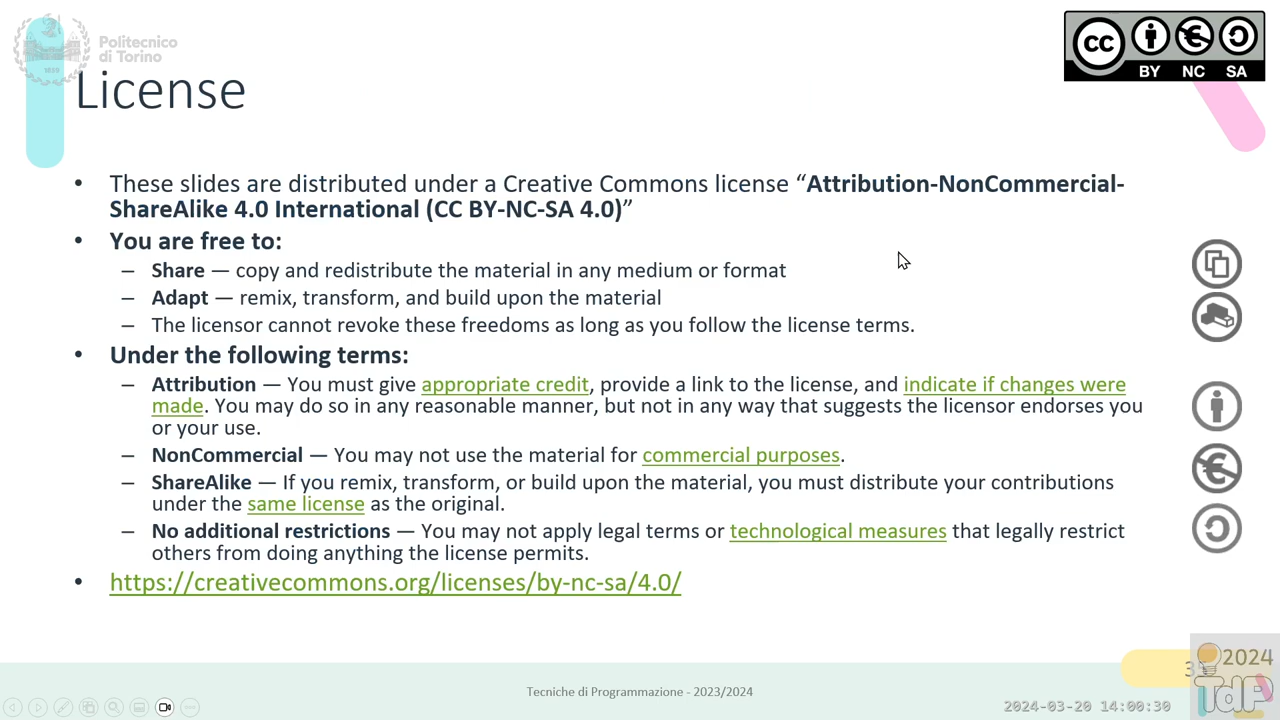 Politecnico
di Torino
License
CC
BY NC SA
• These slides are distributed under a Creative Commons license “Attribution-NonCommercial-
ShareAlike 4.0 International (CC BY-NC-SA 4.0)”
• You are free to:
– Share — copy and redistribute the material in any medium or format
– Adapt — remix, transform, and build upon the material
– The licensor cannot revoke these freedoms as long as you follow the license terms.
• Under the following terms:
– Attribution — You must give appropriate credit, provide a link to the license, and indicate if changes were
made. You may do so in any reasonable manner, but not in any way that suggests the licensor endorses you
or your use.
– NonCommercial — You may not use the material for commercial purposes.
– ShareAlike — If you remix, transform, or build upon the material, you must distribute your contributions
under the same license as the original.
– No additional restrictions — You may not apply legal terms or technological measures that legally restrict
others from doing anything the license permits.
• https://creativecommons.org/licenses/by-nc-sa/4.0/
2024
TdP
Tecniche di Programmazione - 2023/2024
2024-03-20 14:00:30